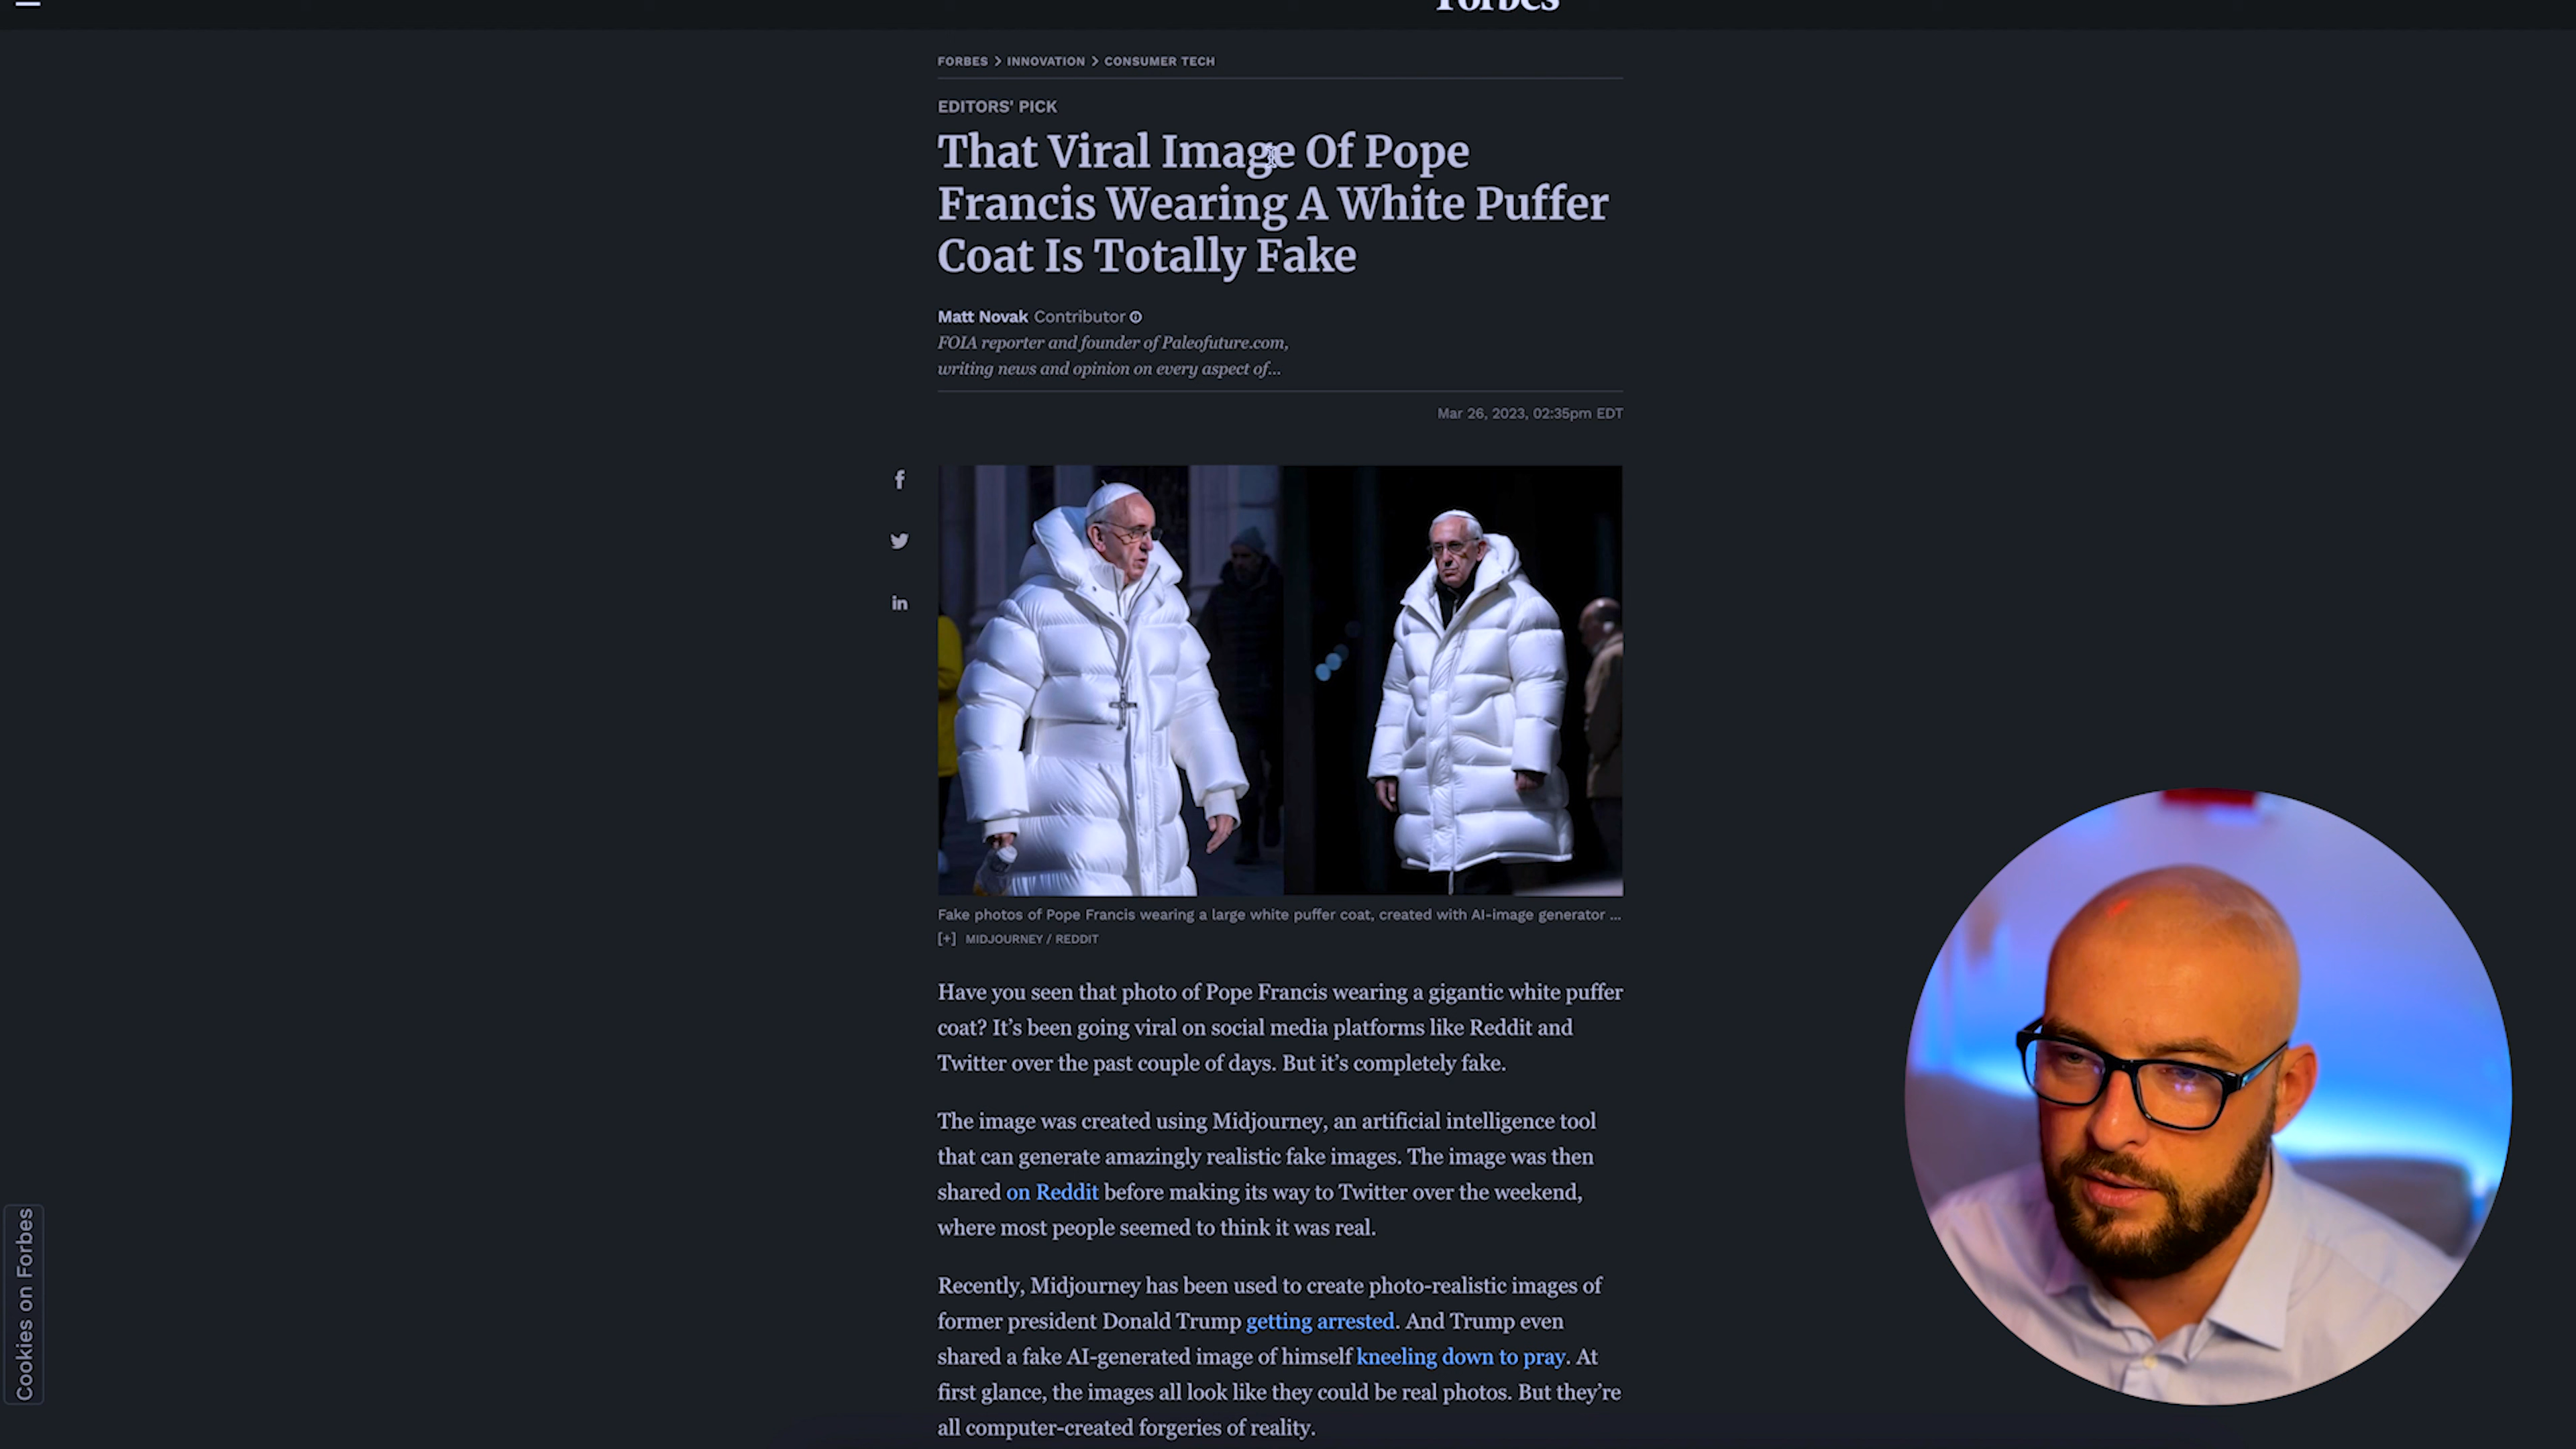 Forbes
FORBES > INNOVATION > CONSUMER TECH
EDITORS' PICK
That Viral Image Of Pope
Francis Wearing A White Puffer
Coat Is Totally Fake
Matt Novak Contributor
FOIA reporter and founder of Paleofuture.com,
writing news and opinion on every aspect of...
Mar 26, 2023, 02:35pm EDT
f
in
Fake photos of Pope Francis wearing a large white puffer coat, created with AI-image generator ...
[+] MIDJOURNEY / REDDIT
Have you seen that photo of Pope Francis wearing a gigantic white puffer
coat? It’s been going viral on social media platforms like Reddit and
Twitter over the past couple of days. But it’s completely fake.
The image was created using Midjourney, an artificial intelligence tool
that can generate amazingly realistic fake images. The image was then
shared on Reddit before making its way to Twitter over the weekend,
where most people seemed to think it was real.
Recently, Midjourney has been used to create photo-realistic images of
former president Donald Trump getting arrested. And Trump even
shared a fake AI-generated image of himself kneeling down to pray. At
first glance, the images all look like they could be real photos. But they’re
all computer-created forgeries of reality.
Cookies on Forbes